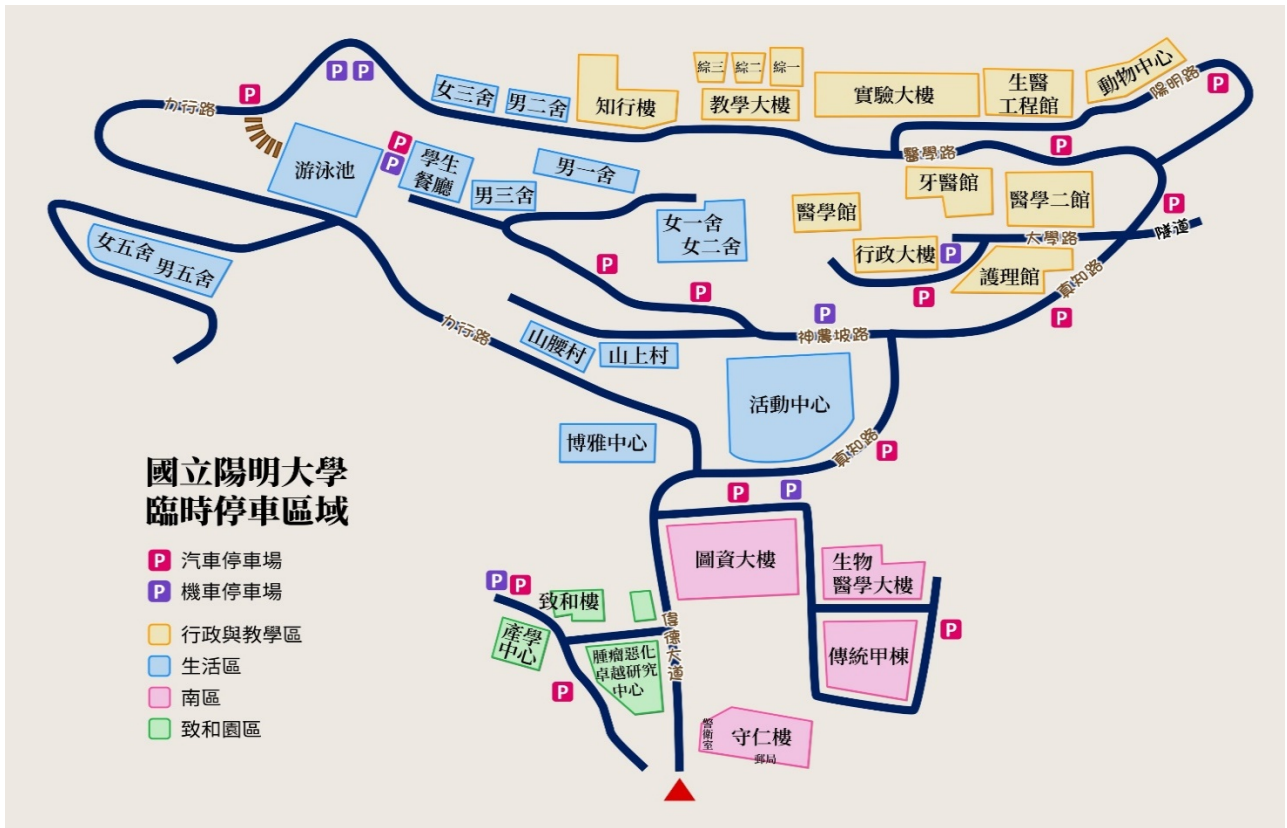 P
P P
P
力行路
女三舍
男二舍
知行樓
綜三
綜二
綜一
教學大樓
實驗大樓
生醫
工程館
動物中心
陽明路
P
游泳池
P
P
學生
餐廳
男三舍
男一舍
醫學路
P
女一舍
女二舍
醫學館
牙醫館
醫學二館
P
隧道
大學路
行政大樓
P
護理館
真知路
P
P
女五舍
男五舍
P
P
P
神農坡路
力行路
山腰村
山上村
活動中心
博雅中心
真知路
P
P
P
國立陽明大學
臨時停車區域
P 汽車停車場
P 機車停車場
行政與教學區
生活區
南區
致和園區
圖資大樓
生物
醫學大樓
P
傳統甲棟
P P
致和樓
產學
中心
腫瘤惡化
卓越研究
中心
P
偉德大道
警衛室
守仁樓
郵局